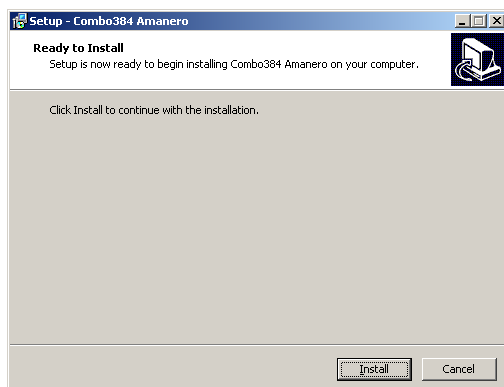 Setup - Combo384 Amanero
Ready to Install
Setup is now ready to begin installing Combo384 Amanero on your computer.
Click Install to continue with the installation.
Install
Cancel